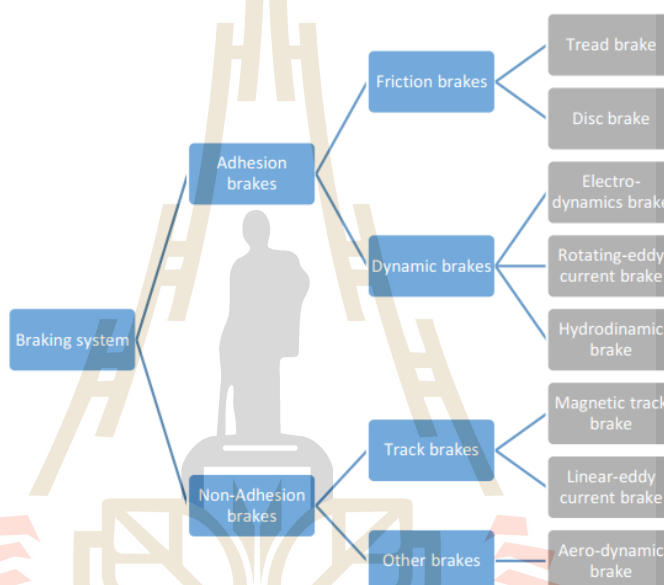 Tread brake
Friction brakes
Disc brake
Adhesion
brakes
Electro-
dynamics brake
Dynamic brakes
Rotating-eddy
current brake
Hydrodinamic
brake
Braking system
Magnetic track
brake
Track brakes
Linear-eddy
current brake
Non-Adhesion
brakes
Other brakes
Aero-dynamic
brake